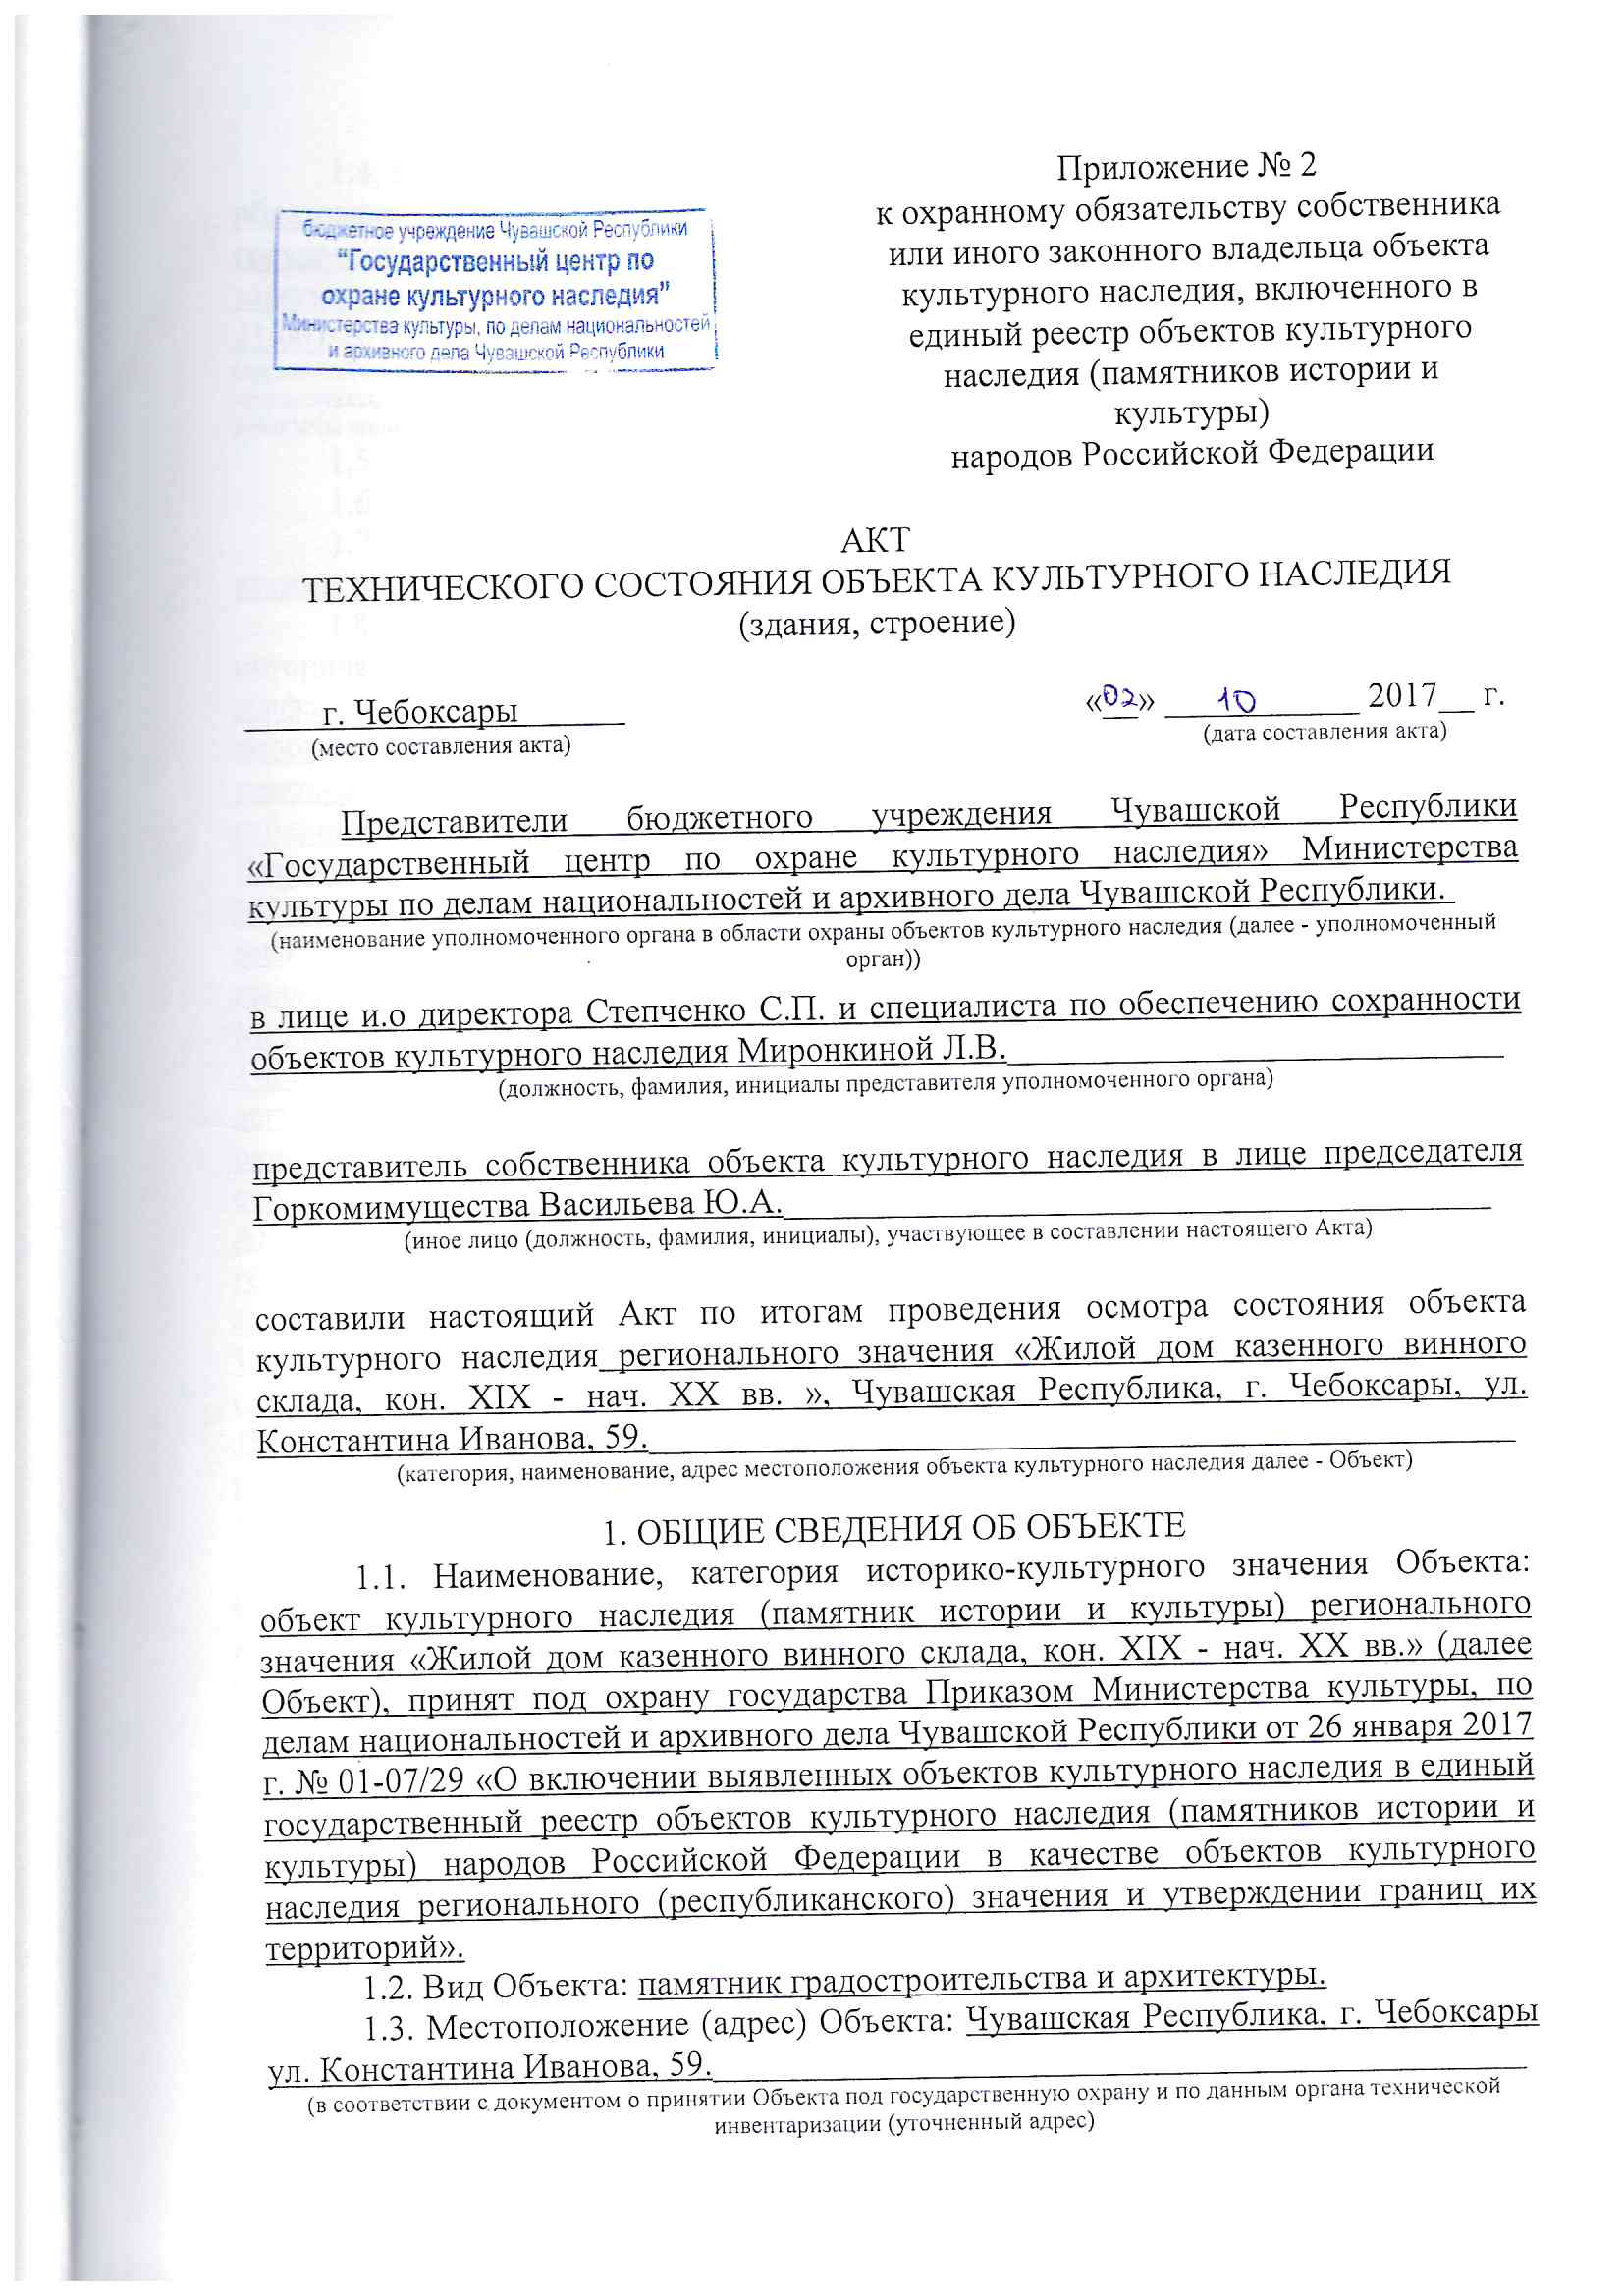 Приложение № 2
к охранному обязательству собственника
или иного законного владельца объекта
культурного наследия, включенного в
единый реестр объектов культурного
наследия (памятников истории и
культуры)
народов Российской Федерации
бюджетное учреждение Чувашской Республики
“Государственный центр по
охране культурного наследия”
Министерства культуры, по делам национальностей
и архивного дела Чувашской Республики
АКТ
ТЕХНИЧЕСКОГО СОСТОЯНИЯ ОБЪЕКТА КУЛЬТУРНОГО НАСЛЕДИЯ
(здания, строение)
г. Чебоксары «02» 10 2017__ г.
(место составления акта) (дата составления акта)
Представители бюджетного учреждения Чувашской Республики
«Государственный центр по охране культурного наследия» Министерства
культуры по делам национальностей и архивного дела Чувашской Республики.
(наименование уполномоченного органа в области охраны объектов культурного наследия (далее - уполномоченный
орган))
в лице и.о директора Степченко С.П. и специалиста по обеспечению сохранности
объектов культурного наследия Миронкиной Л.В.
(должность, фамилия, инициалы представителя уполномоченного органа)
представитель собственника объекта культурного наследия в лице председателя
Горкомимущества Васильева Ю.А.
(иное лицо (должность, фамилия, инициалы), участвующее в составлении настоящего Акта)
составили настоящий Акт по итогам проведения осмотра состояния объекта
культурного наследия регионального значения «Жилой дом казенного винного
склада, кон. XIX - нач. XX вв. », Чувашская Республика, г. Чебоксары, ул.
Константина Иванова, 59.
(категория, наименование, адрес местоположения объекта культурного наследия далее - Объект)
1. ОБЩИЕ СВЕДЕНИЯ ОБ ОБЪЕКТЕ
1.1. Наименование, категория историко-культурного значения Объекта:
объект культурного наследия (памятник истории и культуры) регионального
значения «Жилой дом казенного винного склада, кон. XIX - нач. XX вв.» (далее
Объект), принят под охрану государства Приказом Министерства культуры, по
делам национальностей и архивного дела Чувашской Республики от 26 января 2017
г. № 01-07/29 «О включении выявленных объектов культурного наследия в единый
государственный реестр объектов культурного наследия (памятников истории и
культуры) народов Российской Федерации в качестве объектов культурного
наследия регионального (республиканского) значения и утверждении границ их
территорий».
1.2. Вид Объекта: памятник градостроительства и архитектуры.
1.3. Местоположение (адрес) Объекта: Чувашская Республика, г. Чебоксары
ул. Константина Иванова, 59.
(в соответствии с документом о принятии Объекта под государственную охрану и по данным органа технической
инвентаризации (уточненный адрес)